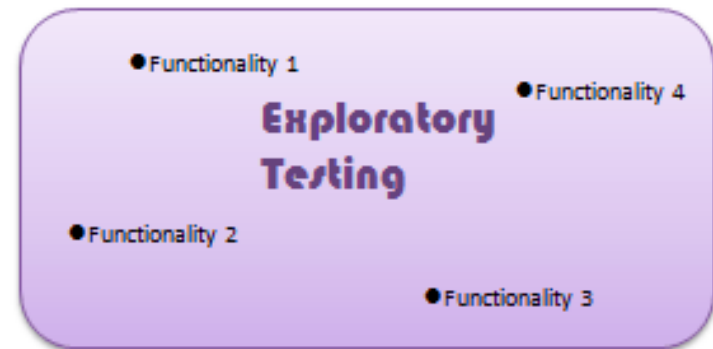 Functionality 1
Functionality 4
Exploratory
Testing
Functionality 2
Functionality 3